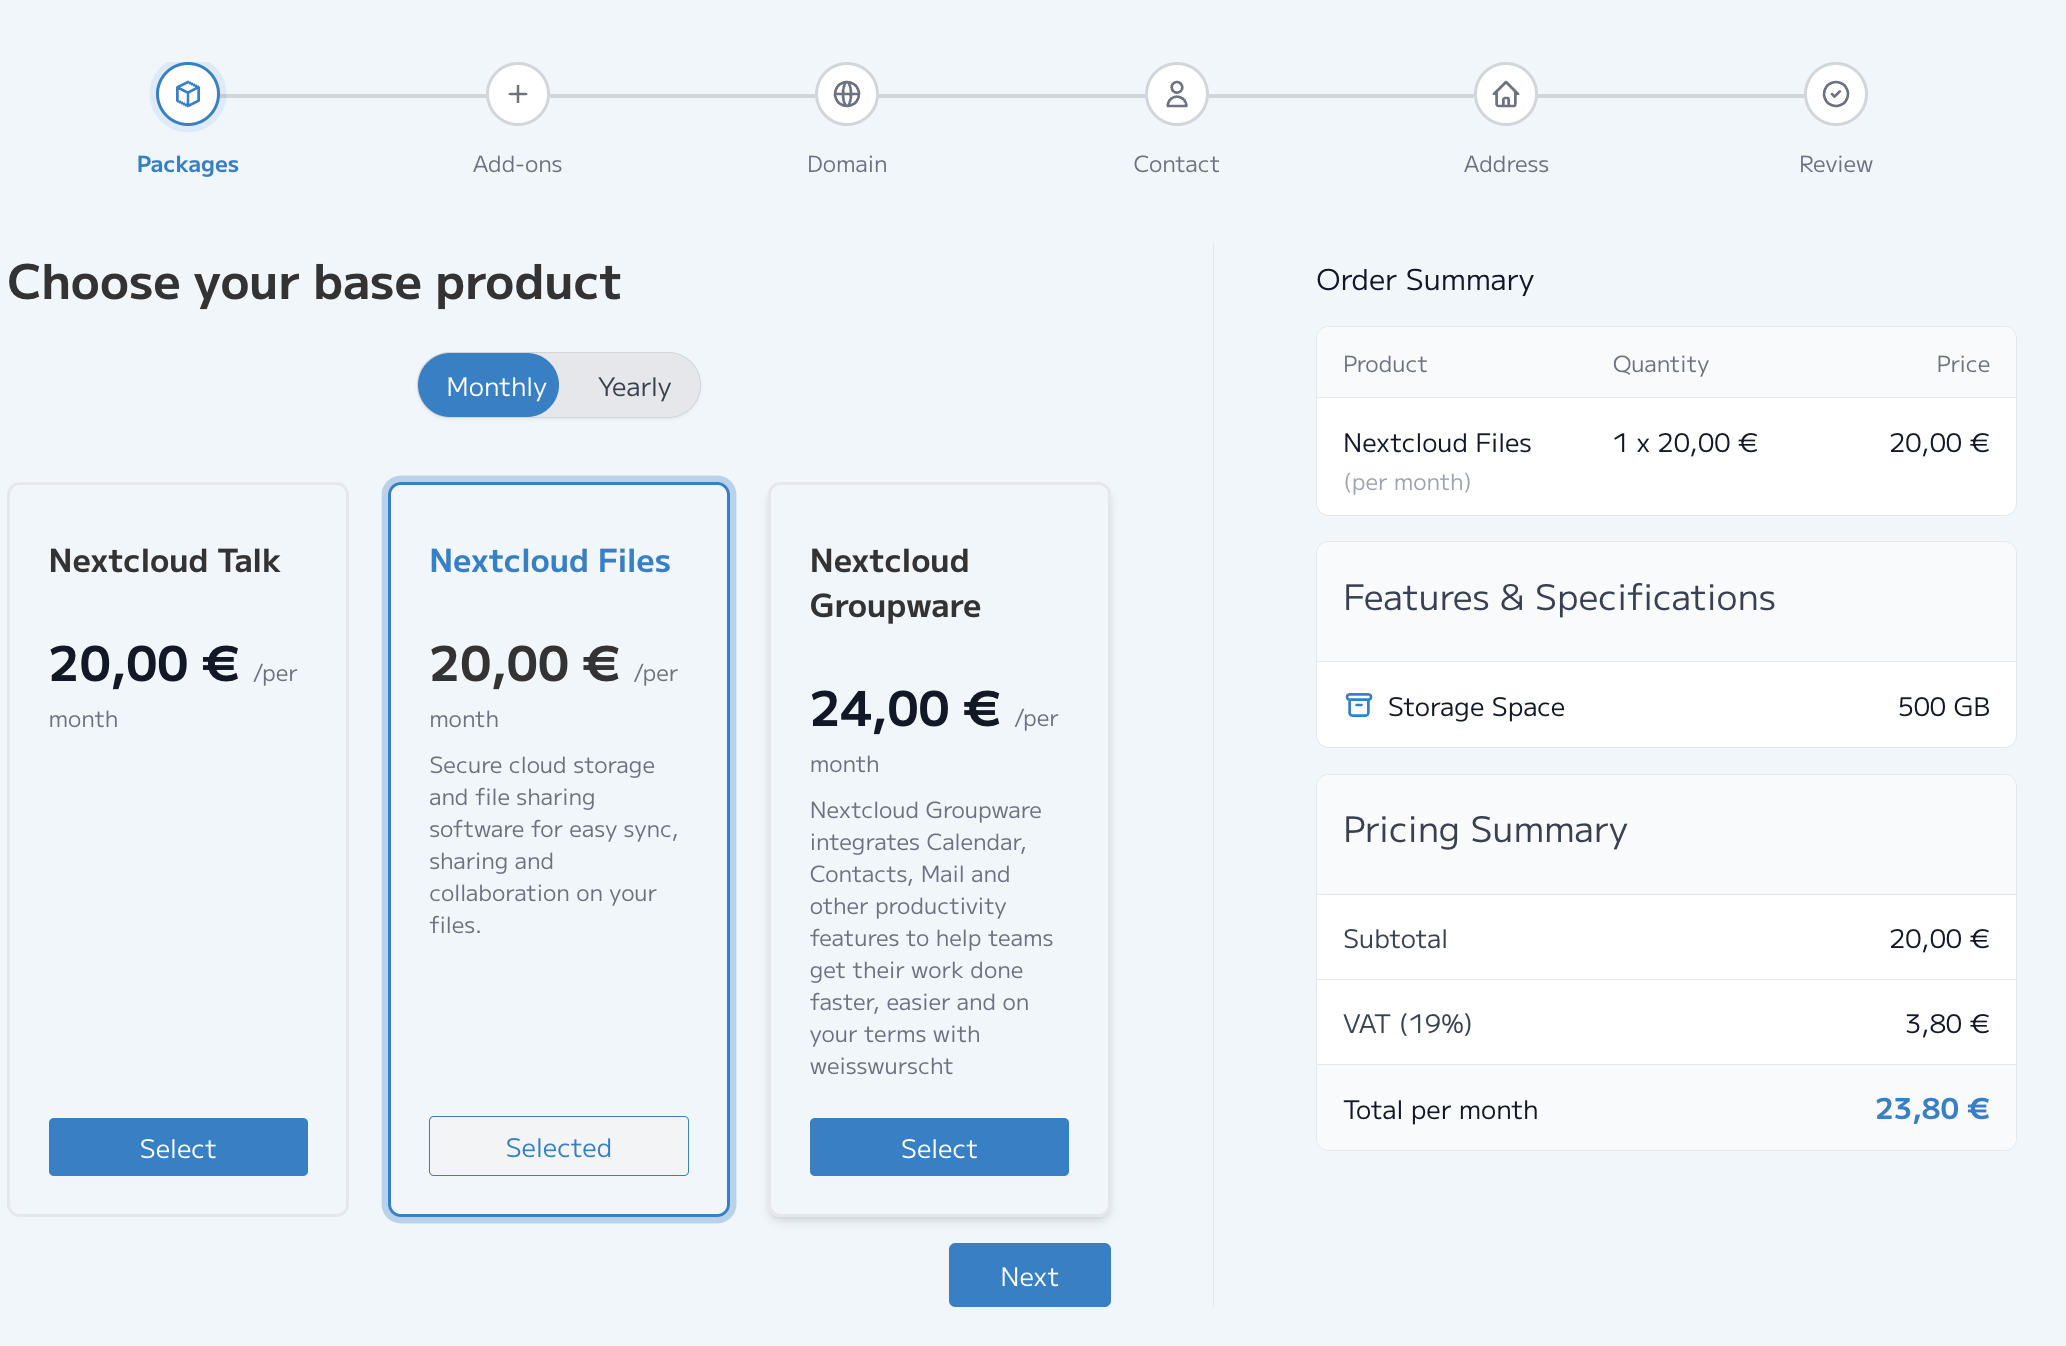 Packages
Add-ons
Domain
Contact
Address
Review
Choose your base product
Monthly
Yearly
Nextcloud Talk
20,00 € /per
month
Select
Nextcloud Files
20,00 € /per
month
Secure cloud storage
and file sharing
software for easy sync,
sharing and
collaboration on your
files.
Selected
Nextcloud
Groupware
24,00 € /per
month
Nextcloud Groupware
integrates Calendar,
Contacts, Mail and
other productivity
features to help teams
get their work done
faster, easier and on
your terms with
weisswurscht
Select
Next
Order Summary
Product Quantity Price
Nextcloud Files 1 x 20,00 € 20,00 €
(per month)
Features & Specifications
Storage Space 500 GB
Pricing Summary
Subtotal 20,00 €
VAT (19%) 3,80 €
Total per month 23,80 €